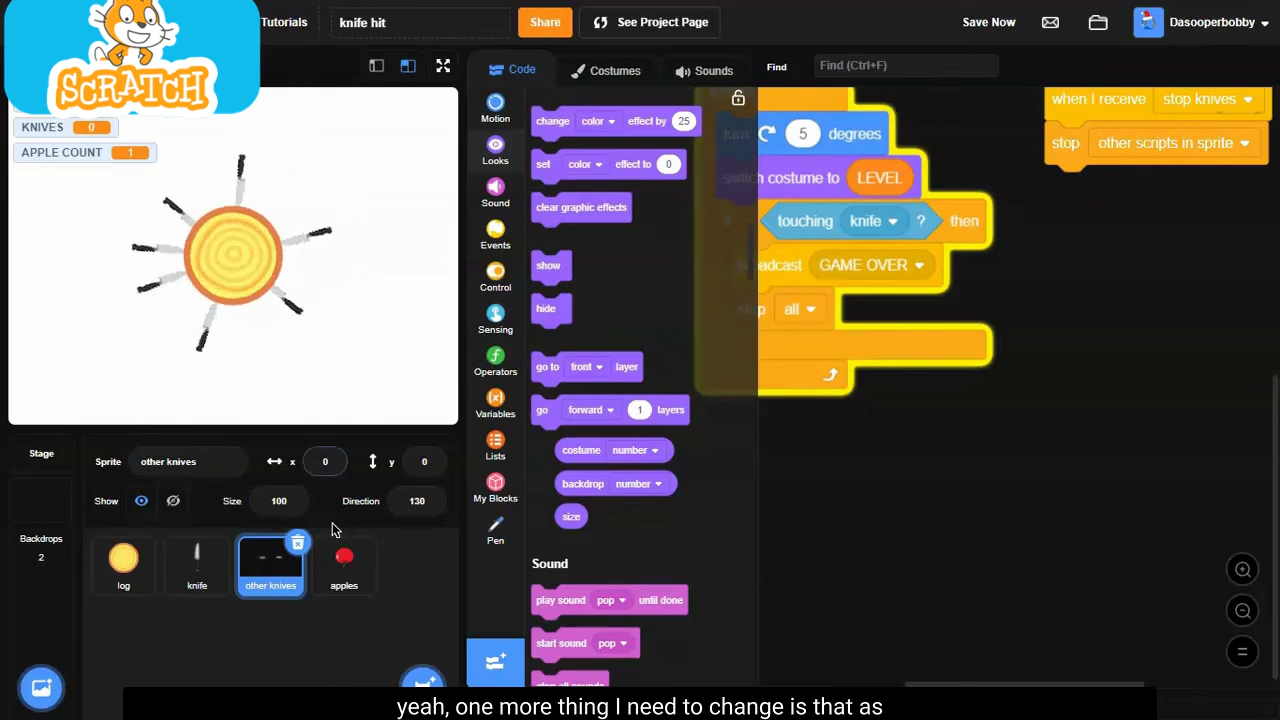 SCRATCH
Tutorials
knife hit
Share
See Project Page
Save Now
Dasooperbobby
Code
Costumes
Sounds
Find
Find (Ctrl+F)
KNIVES 0
APPLE COUNT 1
Motion
Looks
Sound
Events
Control
Sensing
Operators
Variables
Lists
My Blocks
Pen
change color effect by 25
set color effect to 0
clear graphic effects
show
hide
go to front layer
go forward 1 layers
costume number
backdrop number
size
Sound
play sound pop until done
start sound pop
turn 5 degrees
switch costume to LEVEL
touching knife ? then
GAME OVER
all
when I receive stop knives
stop other scripts in sprite
Sprite other knives x 0 y 0
Show Size 100 Direction 130
log
knife
other knives
apples
Stage
Backdrops
2
yeah, one more thing I need to change is that as